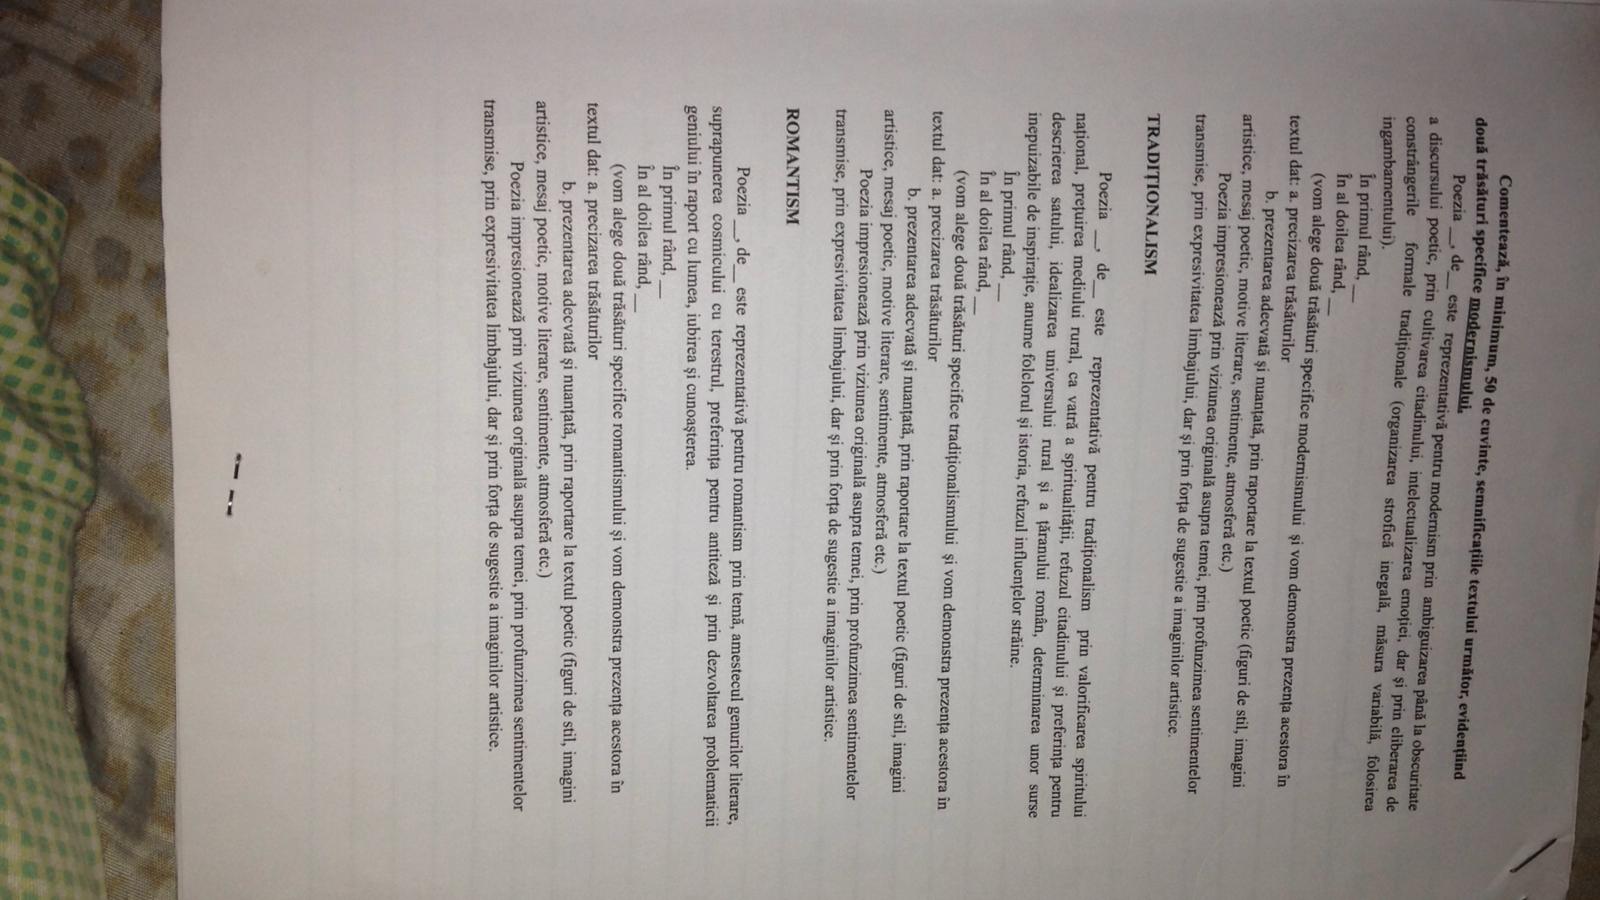 Comentează, în minimum, 50 de cuvinte, semnificațiile textului următor, evidențiind
două trăsături specifice modernismului.
Poezia __, de__ este reprezentativă pentru modernism prin ambiguizarea până la obscuritate
a discursului poetic, prin cultivarea citadinului, intelectualizarea emoției, dar și prin eliberarea de
constrângerile formale tradiționale (organizarea strofică inegală, măsura variabilă, folosirea
ingambamentului).
În primul rând,__
În al doilea rând,__
(vom alege două trăsături specifice modernismului și vom demonstra prezența acestora în
textul dat: a. precizarea trăsăturilor
b. prezentarea adecvată și nuanțată, prin raportare la textul poetic (figuri de stil, imagini
artistice, mesaj poetic, motive literare, sentimente, atmosferă etc.)
Poezia impresionează prin viziunea originală asupra temei, prin profunzimea sentimentelor
transmise, prin expresivitatea limbajului, dar și prin forța de sugestie a imaginilor artistice.
TRADIȚIONALISM
Poezia __, de__ este reprezentativă pentru tradiționalism prin valorificarea spiritului
național, prețuirea mediului rural, ca vatră a spiritualității, refuzul citadinului și preferința pentru
descrierea satului, idealizarea universului rural și a țăranului român, determinarea unor surse
inepuizabile de inspirație, anume folclorul și istoria, refuzul influențelor străine.
În primul rând,__
În al doilea rând,__
(vom alege două trăsături specifice tradiționalismului și vom demonstra prezența acestora în
textul dat: a. precizarea trăsăturilor
b. prezentarea adecvată și nuanțată, prin raportare la textul poetic (figuri de stil, imagini
artistice, mesaj poetic, motive literare, sentimente, atmosferă etc.)
Poezia impresionează prin viziunea originală asupra temei, prin profunzimea sentimentelor
transmise, prin expresivitatea limbajului, dar și prin forța de sugestie a imaginilor artistice.
ROMANTISM
Poezia __, de__ este reprezentativă pentru romantism prin temă, amestecul genurilor literare,
suprapunerea cosmicului cu terestrul, preferința pentru antiteză și prin dezvoltarea problematicii
geniului în raport cu lumea, iubirea și cunoașterea.
În primul rând,__
În al doilea rând,__
(vom alege două trăsături specifice romantismului și vom demonstra prezența acestora în
textul dat: a. precizarea trăsăturilor
b. prezentarea adecvată și nuanțată, prin raportare la textul poetic (figuri de stil, imagini
artistice, mesaj poetic, motive literare, sentimente, atmosferă etc.)
Poezia impresionează prin viziunea originală asupra temei, prin profunzimea sentimentelor
transmise, prin expresivitatea limbajului, dar și prin forța de sugestie a imaginilor artistice.